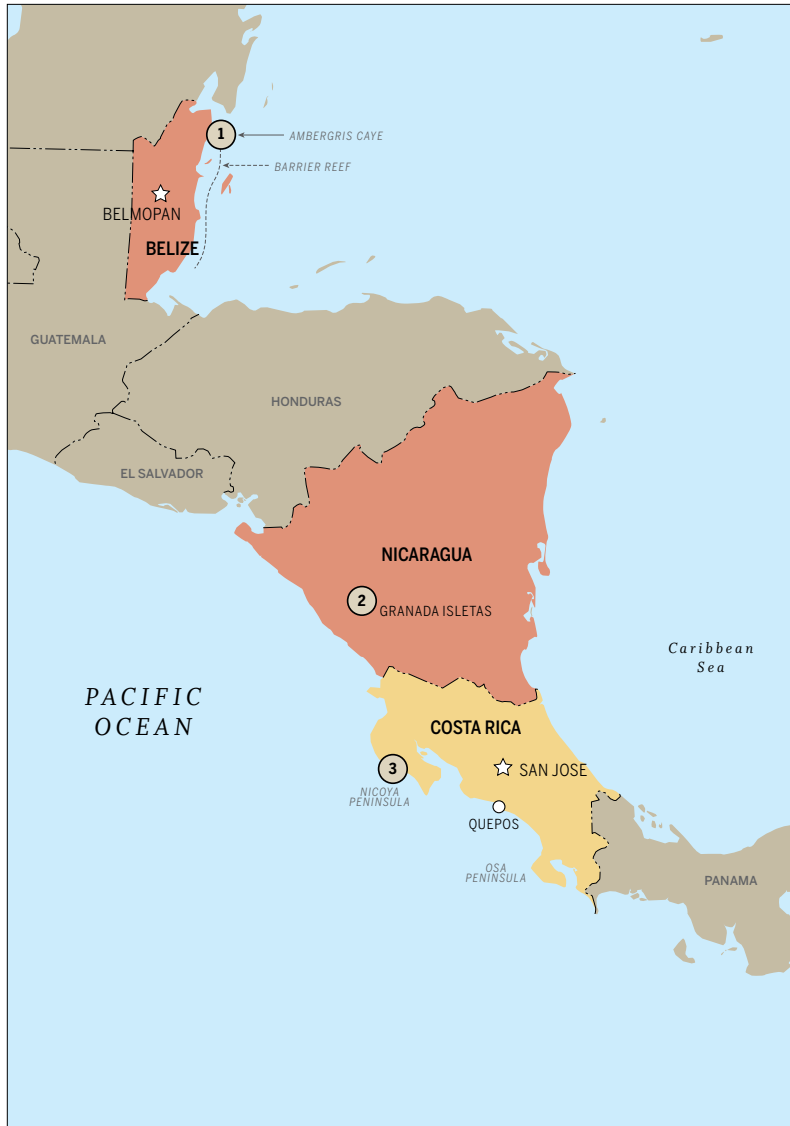 1
AMBERGRIS CAYE
BARRIER REEF
BELMOPAN
BELIZE
GUATEMALA
HONDURAS
EL SALVADOR
NICARAGUA
2
GRANADA ISLETAS
Caribbean
Sea
PACIFIC
OCEAN
COSTA RICA
3
SAN JOSE
NICOYA
PENINSULA
QUEPOS
OSA
PENINSULA
PANAMA